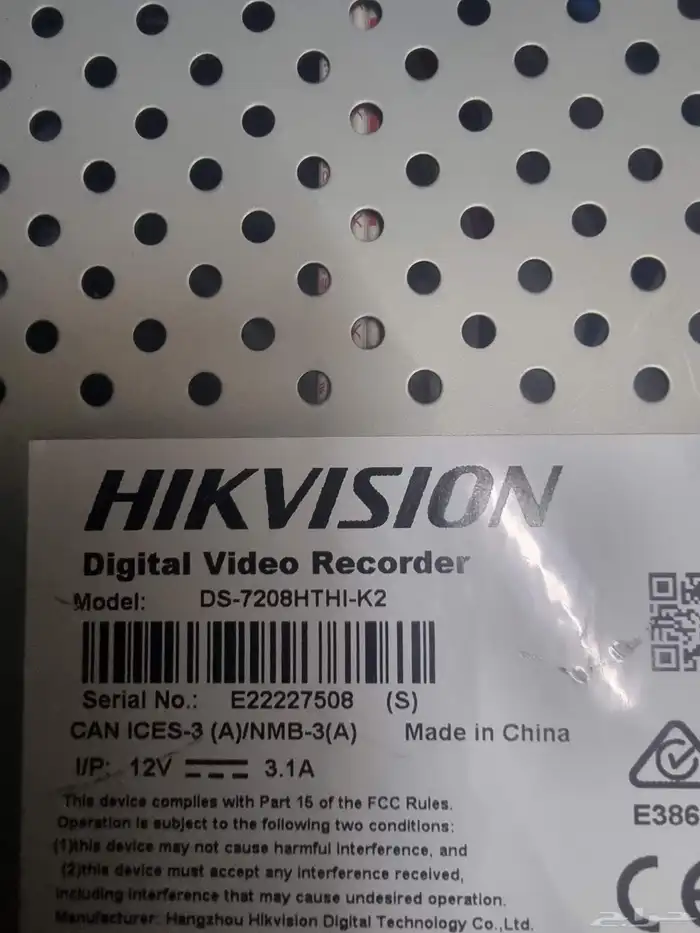 HIKVISION
Digital Video Recorder
Model: DS-7208HTHI-K2
Serial No.: E22227508 (S)
CAN ICES-3 (A)/NMB-3(A) Made in China
I/P: 12V 3.1A
E386
This device complies with Part 15 of the FCC Rules.
Operation is subject to the following two conditions:
(1)this device may not cause harmful interference, and
(2)this device must accept any interference received,
including interference that may cause undesired operation.
CE
Manufacturer: Hangzhou Hikvision Digital Technology Co.,Ltd.